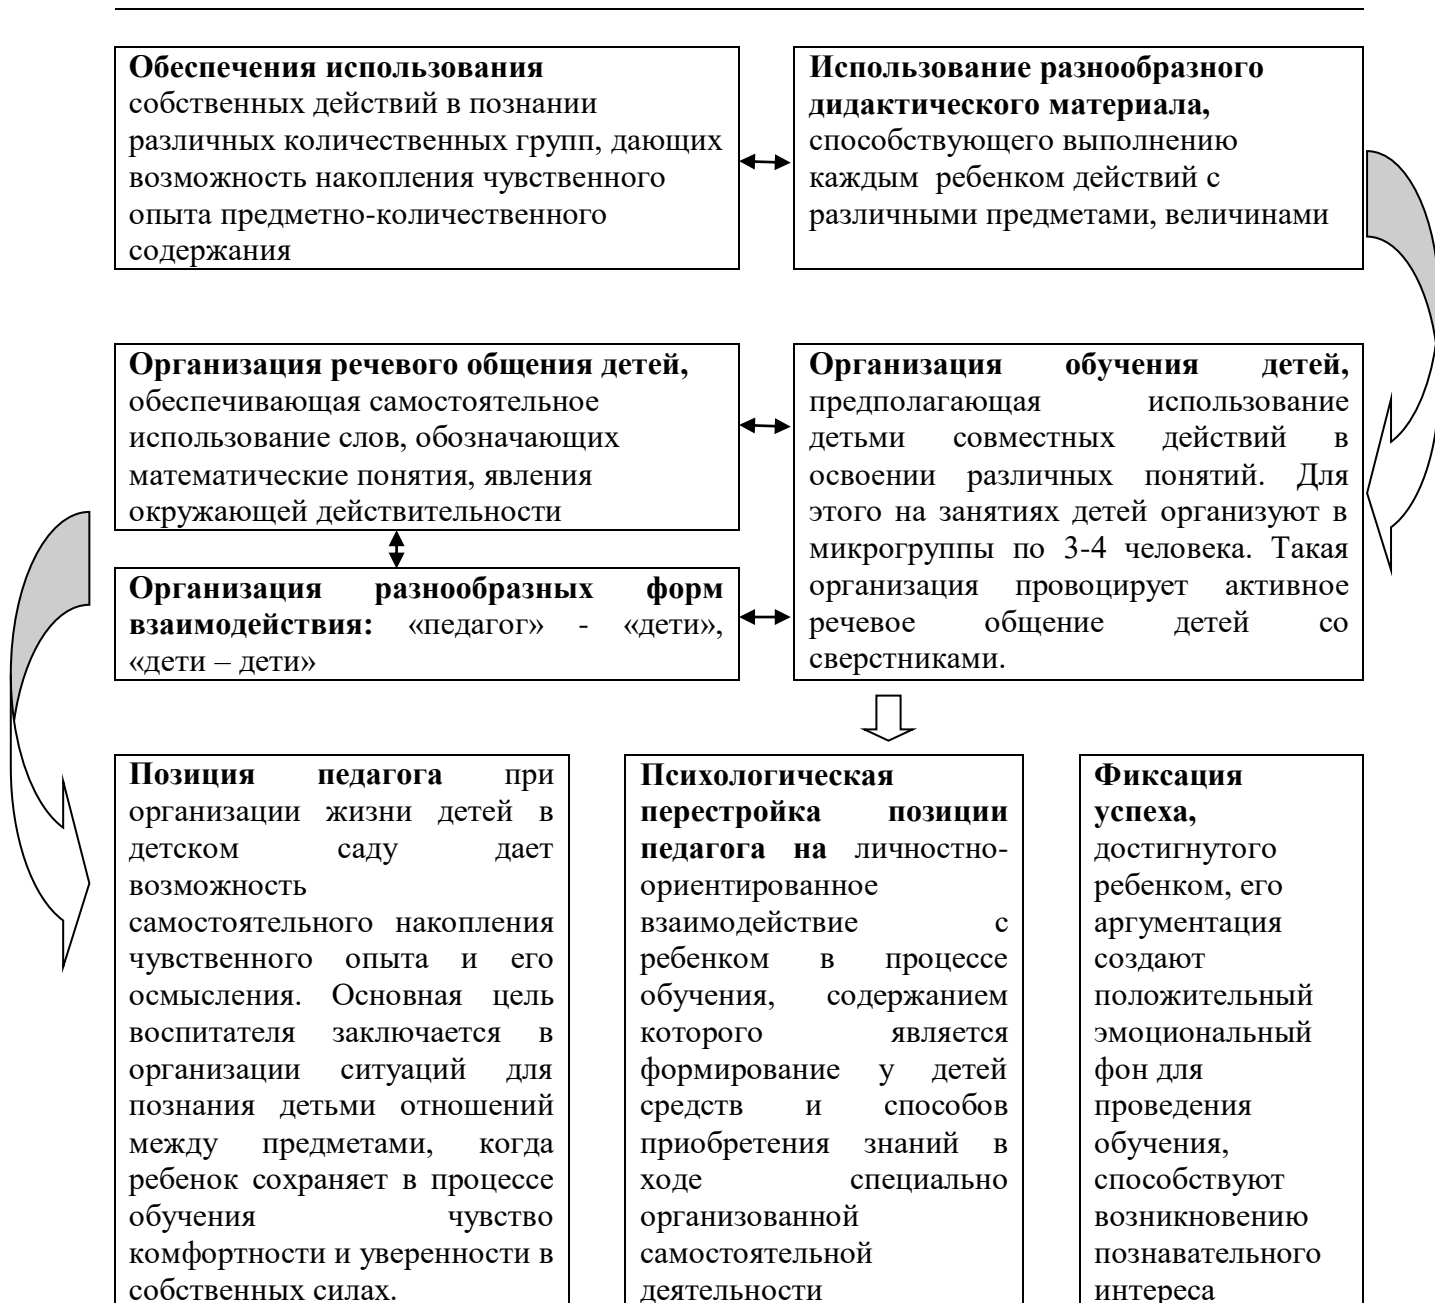 Обеспечения использования
собственных действий в познании
различных количественных групп, дающих
возможность накопления чувственного
опыта предметно-количественного
содержания
Использование разнообразного
дидактического материала,
способствующего выполнению
каждым ребенком действий с
различными предметами, величинами
Организация речевого общения детей,
обеспечивающая самостоятельное
использование слов, обозначающих
математические понятия, явления
окружающей действительности
Организация обучения детей,
предполагающая использование
детьми совместных действий в
освоении различных понятий. Для
этого на занятиях детей организуют в
микрогруппы по 3-4 человека. Такая
организация провоцирует активное
речевое общение детей со
сверстниками.
Организация разнообразных форм
взаимодействия: «педагог» - «дети»,
«дети – дети»
Позиция педагога при
организации жизни детей в
детском саду дает
возможность
самостоятельного накопления
чувственного опыта и его
осмысления. Основная цель
воспитателя заключается в
организации ситуаций для
познания детьми отношений
между предметами, когда
ребенок сохраняет в процессе
обучения чувство
комфортности и уверенности в
собственных силах.
Психологическая
перестройка позиции
педагога на личностно-
ориентированное
взаимодействие с
ребенком в процессе
обучения, содержанием
которого является
формирование у детей
средств и способов
приобретения знаний в
ходе специально
организованной
самостоятельной
деятельности
Фиксация
успеха,
достигнутого
ребенком, его
аргументация
создают
положительный
эмоциональный
фон для
проведения
обучения,
способствуют
возникновению
познавательного
интереса